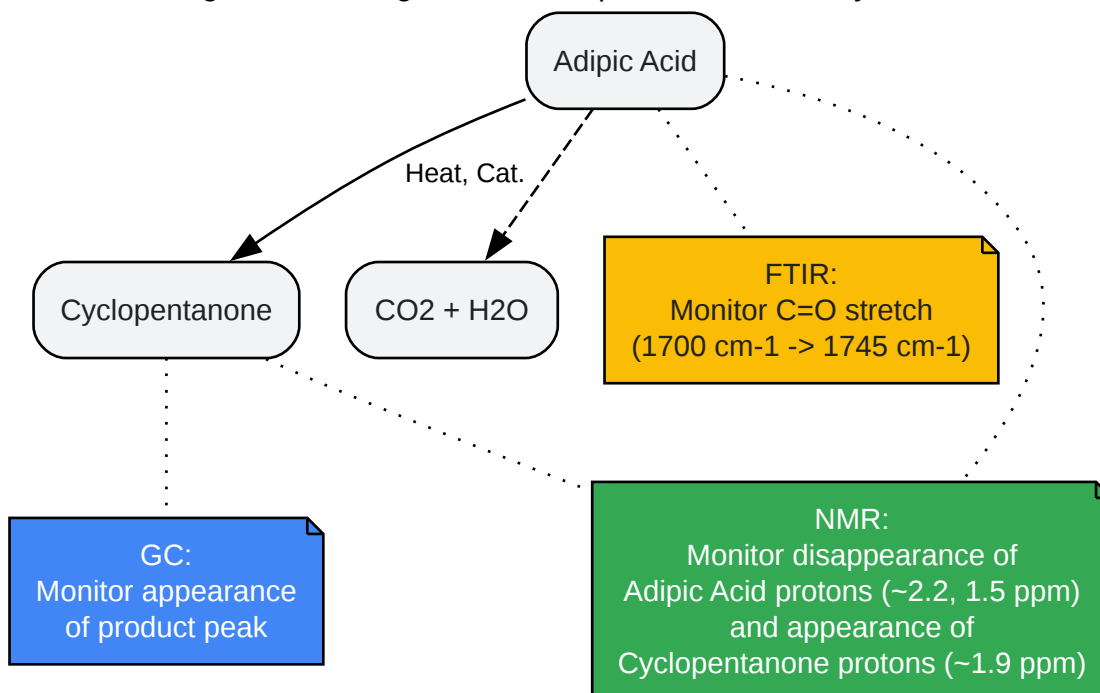 Adipic Acid
Heat, Cat.
Cyclopentanone
CO2 + H2O
FTIR:
Monitor C=O stretch
(1700 cm-1 -> 1745 cm-1)
GC:
Monitor appearance
of product peak
NMR:
Monitor disappearance of
Adipic Acid protons (~2.2, 1.5 ppm)
and appearance of
Cyclopentanone protons (~1.9 ppm)